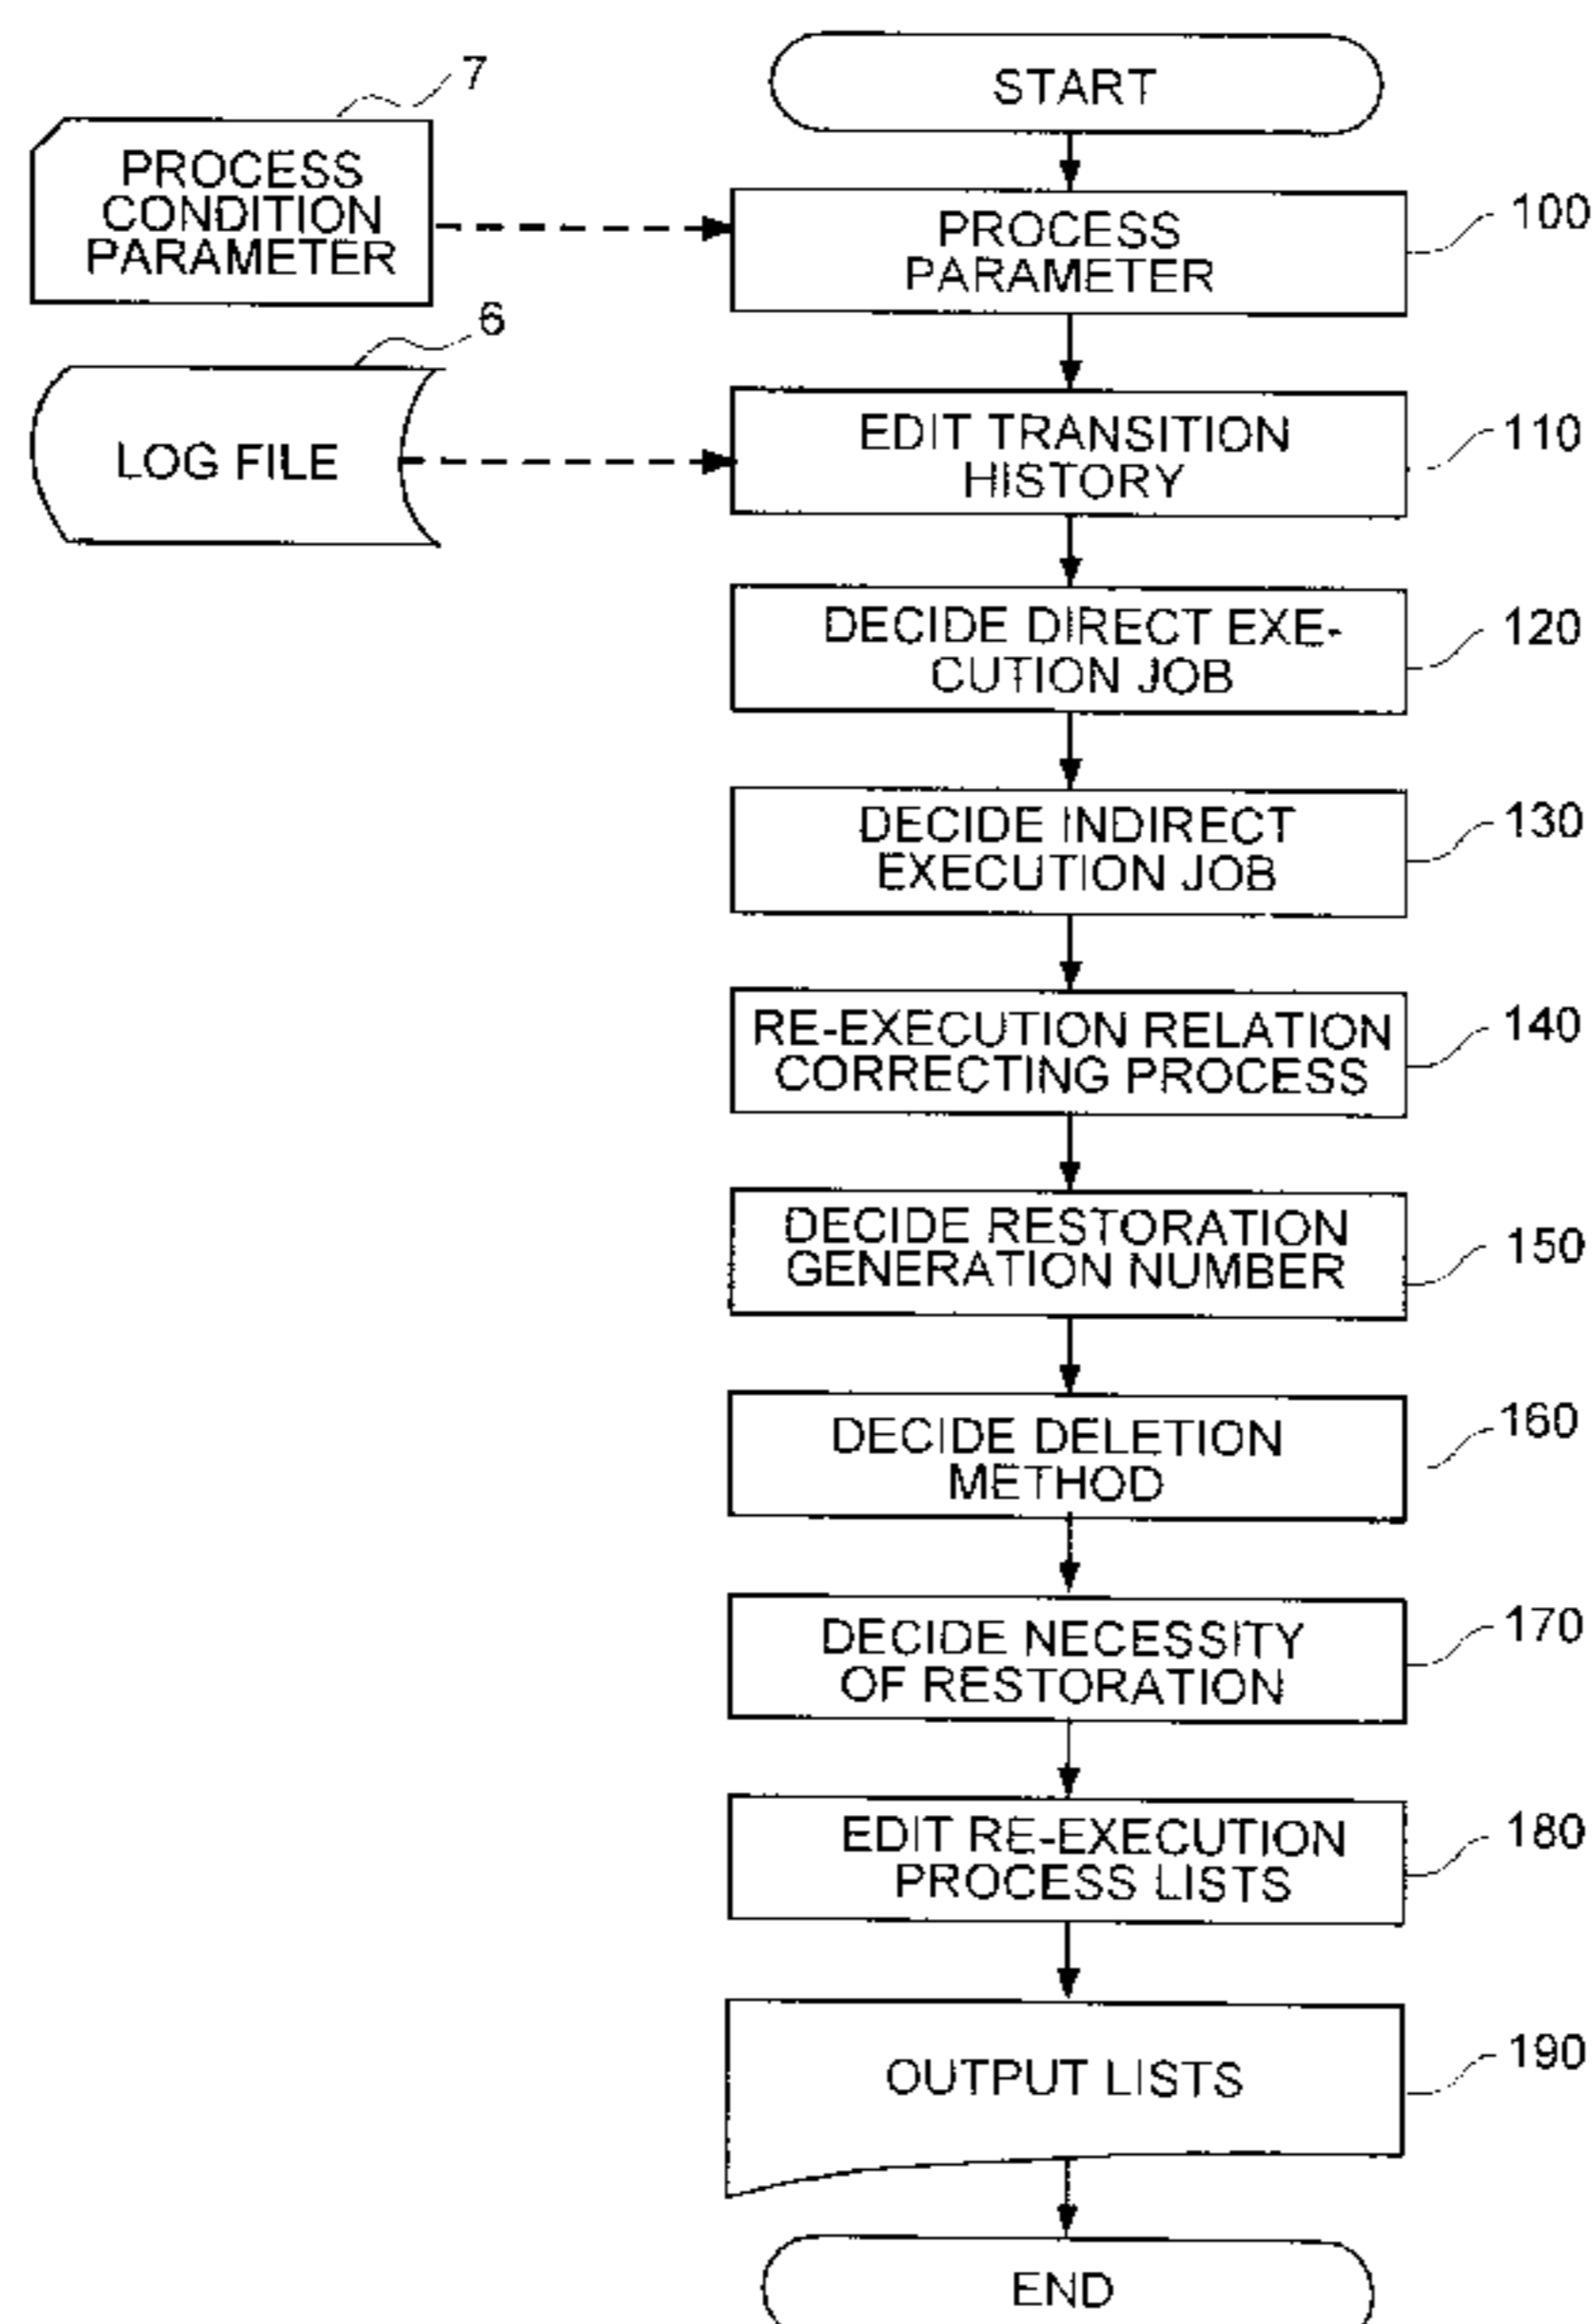 START
7
PROCESS
CONDITION
PARAMETER
PROCESS
PARAMETER
100
6
LOG FILE
EDIT TRANSITION
HISTORY
110
DECIDE DIRECT EXE-
CUTION JOB
120
DECIDE INDIRECT
EXECUTION JOB
130
RE-EXECUTION RELATION
CORRECTING PROCESS
140
DECIDE RESTORATION
GENERATION NUMBER
150
DECIDE DELETION
METHOD
160
DECIDE NECESSITY
OF RESTORATION
170
EDIT RE-EXECUTION
PROCESS LISTS
180
OUTPUT LISTS
190
END